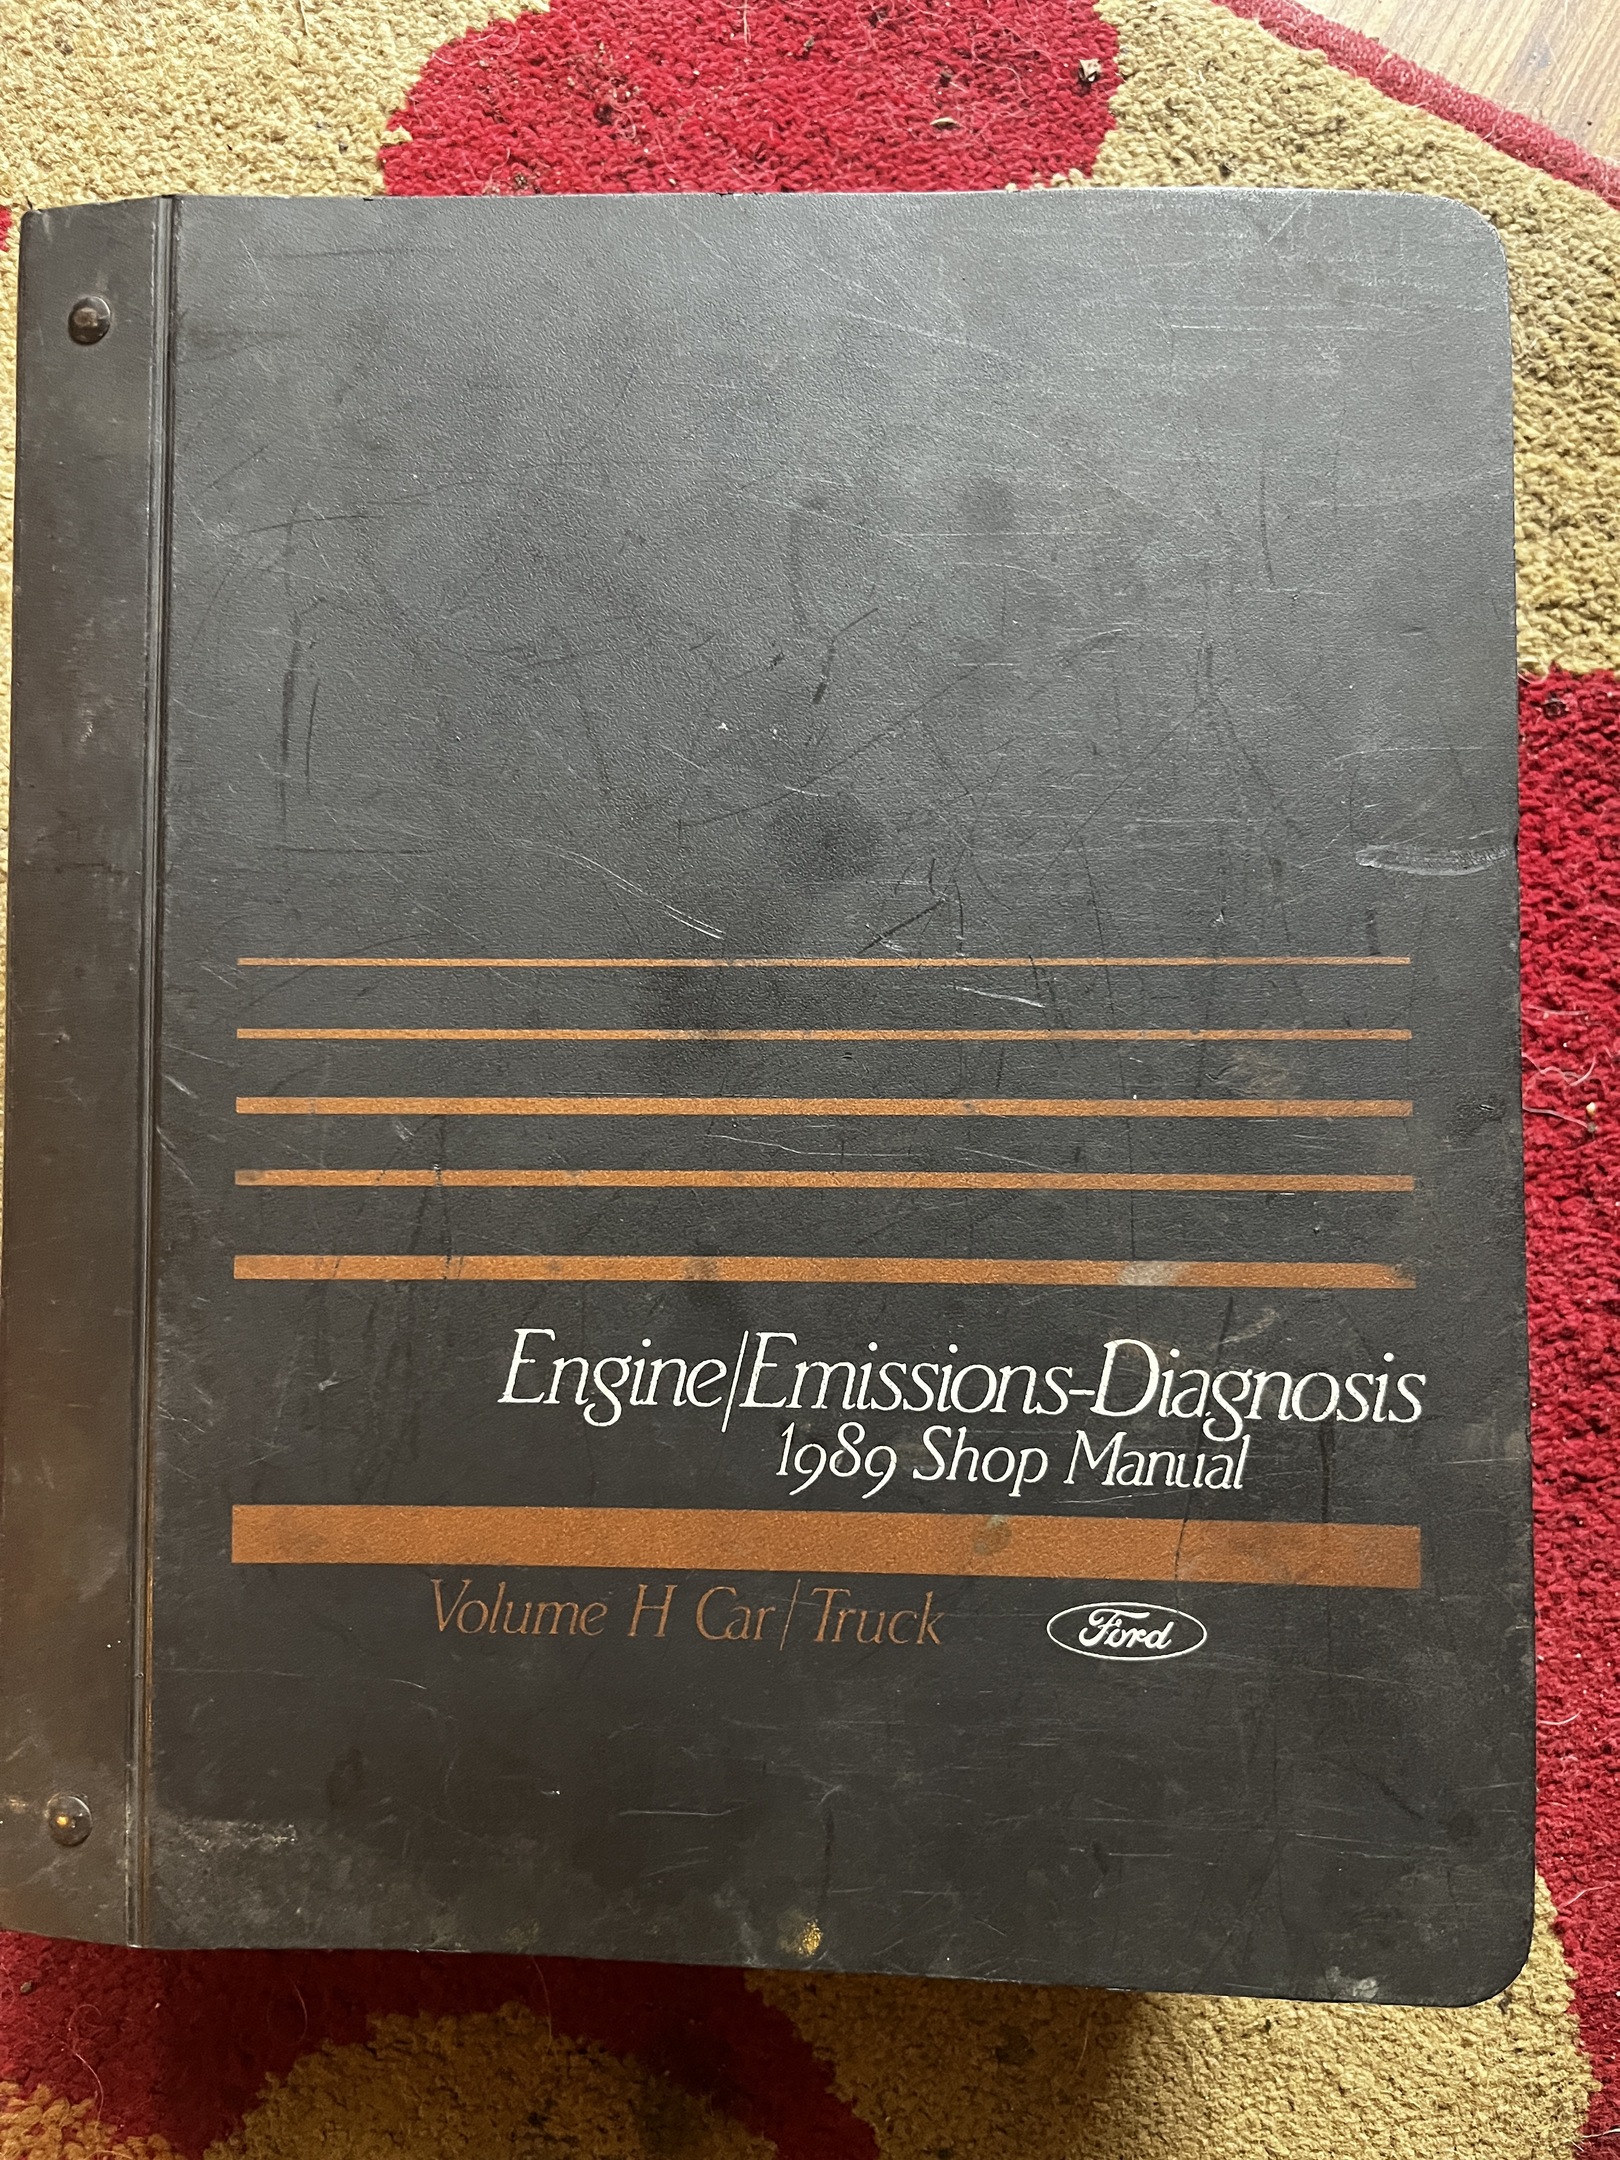 Engine/Emissions-Diagnosis
1989 Shop Manual
Volume H Car/Truck
Ford